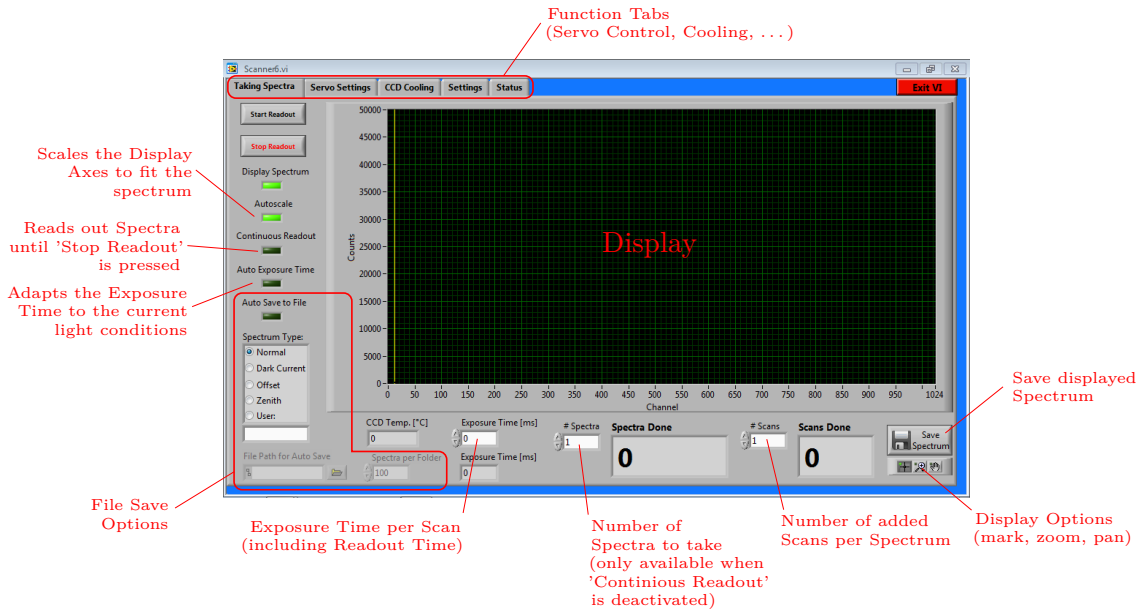 Function Tabs
(Servo Control, Cooling, ...)
Scanner6.vi
Taking Spectra Servo Settings CCD Cooling Settings Status Exit VI
Start Readout
Stop Readout
Display Spectrum
Autoscale
Continuous Readout
Auto Exposure Time
Auto Save to File
Spectrum Type:
Normal
Dark Current
Offset
Zenith
User:
File Path for Auto Save
Scales the Display
Axes to fit the
spectrum
Reads out Spectra
until 'Stop Readout'
is pressed
Adapts the Exposure
Time to the current
light conditions
File Save
Options
Counts
50000
45000
40000
35000
30000
25000
20000
15000
10000
5000
0
Display
0 50 100 150 200 250 300 350 400 450 500 550 600 650 700 750 800 850 900 950 1024
Channel
CCD Temp. [°C]
0
Spectra per Folder
100
Exposure Time [ms]
0
Exposure Time [ms]
0
# Spectra
1
Spectra Done
0
# Scans
1
Scans Done
0
Save
Spectrum
Save displayed
Spectrum
Exposure Time per Scan
(including Readout Time)
Number of
Spectra to take
(only available when
'Continious Readout'
is deactivated)
Number of added
Scans per Spectrum
Display Options
(mark, zoom, pan)